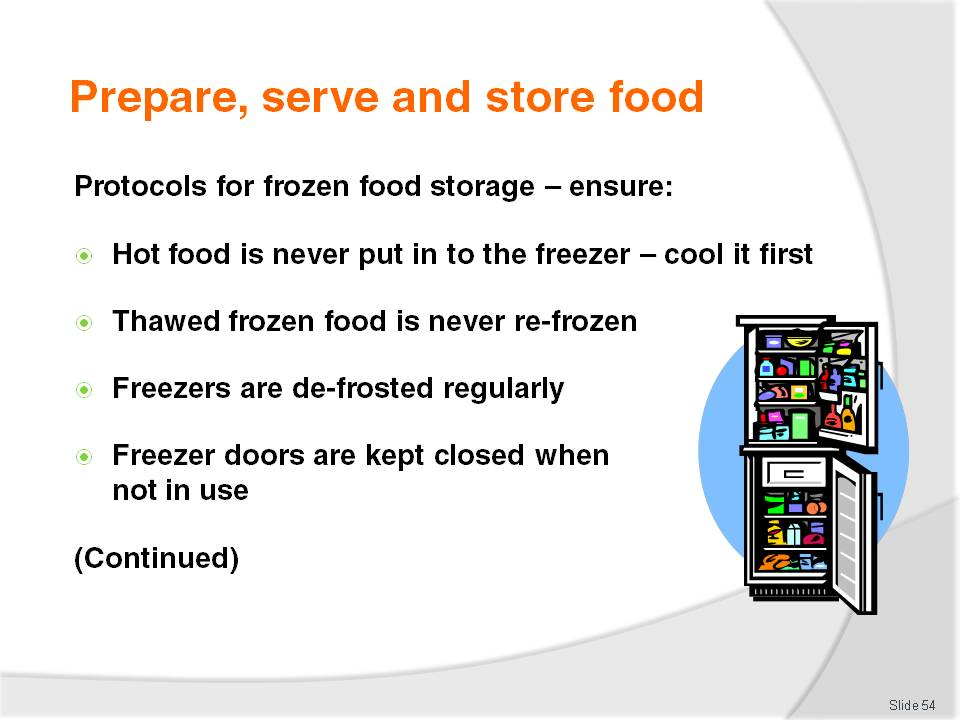 Prepare, serve and store food
Protocols for frozen food storage – ensure:
Hot food is never put in to the freezer – cool it first
Thawed frozen food is never re-frozen
Freezers are de-frosted regularly
Freezer doors are kept closed when
not in use
(Continued)
Slide 54